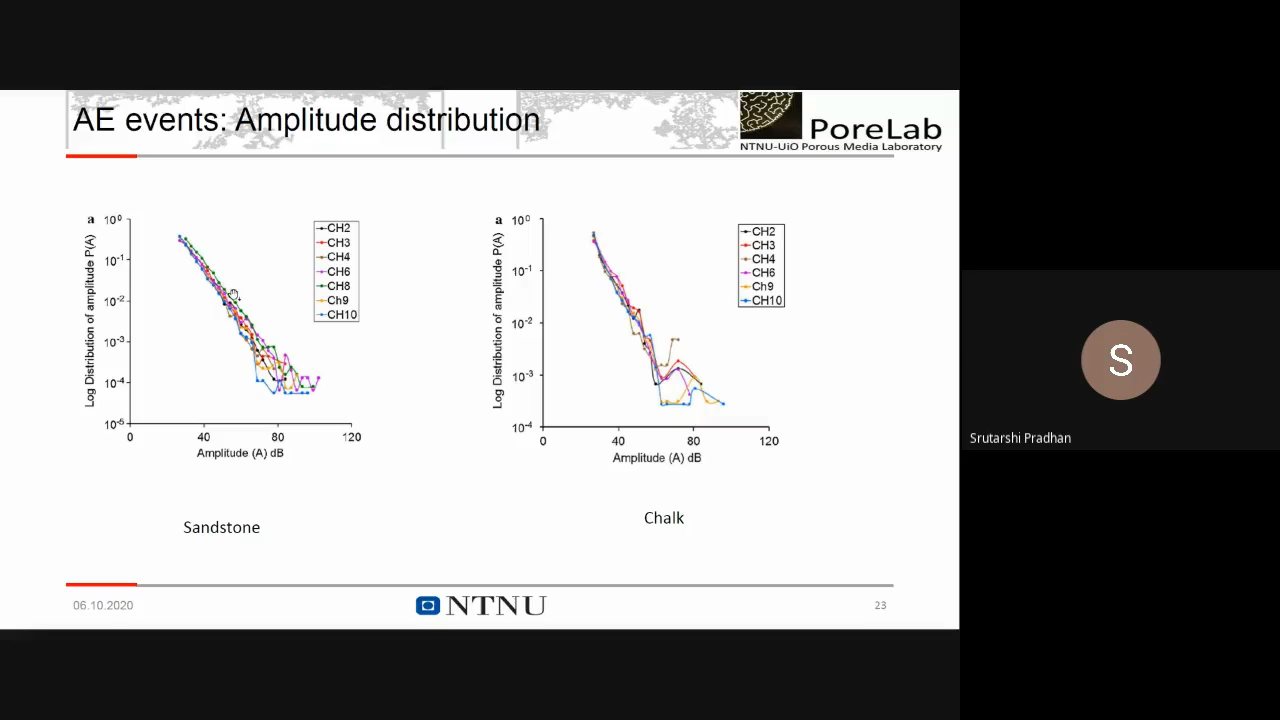 AE events: Amplitude distribution
PoreLab
NTNU-UiO Porous Media Laboratory
a
Log Distribution of amplitude P(A)
10⁰
10⁻¹
10⁻²
10⁻³
10⁻⁴
10⁻⁵
0 40 80 120
Amplitude (A) dB
CH2
CH3
CH4
CH6
CH8
Ch9
CH10
Sandstone
a
Log Distribution of amplitude P(A)
10⁰
10⁻¹
10⁻²
10⁻³
10⁻⁴
0 40 80 120
Amplitude (A) dB
CH2
CH3
CH4
CH6
Ch9
CH10
Chalk
06.10.2020
NTNU
23
S
Srutarshi Pradhan